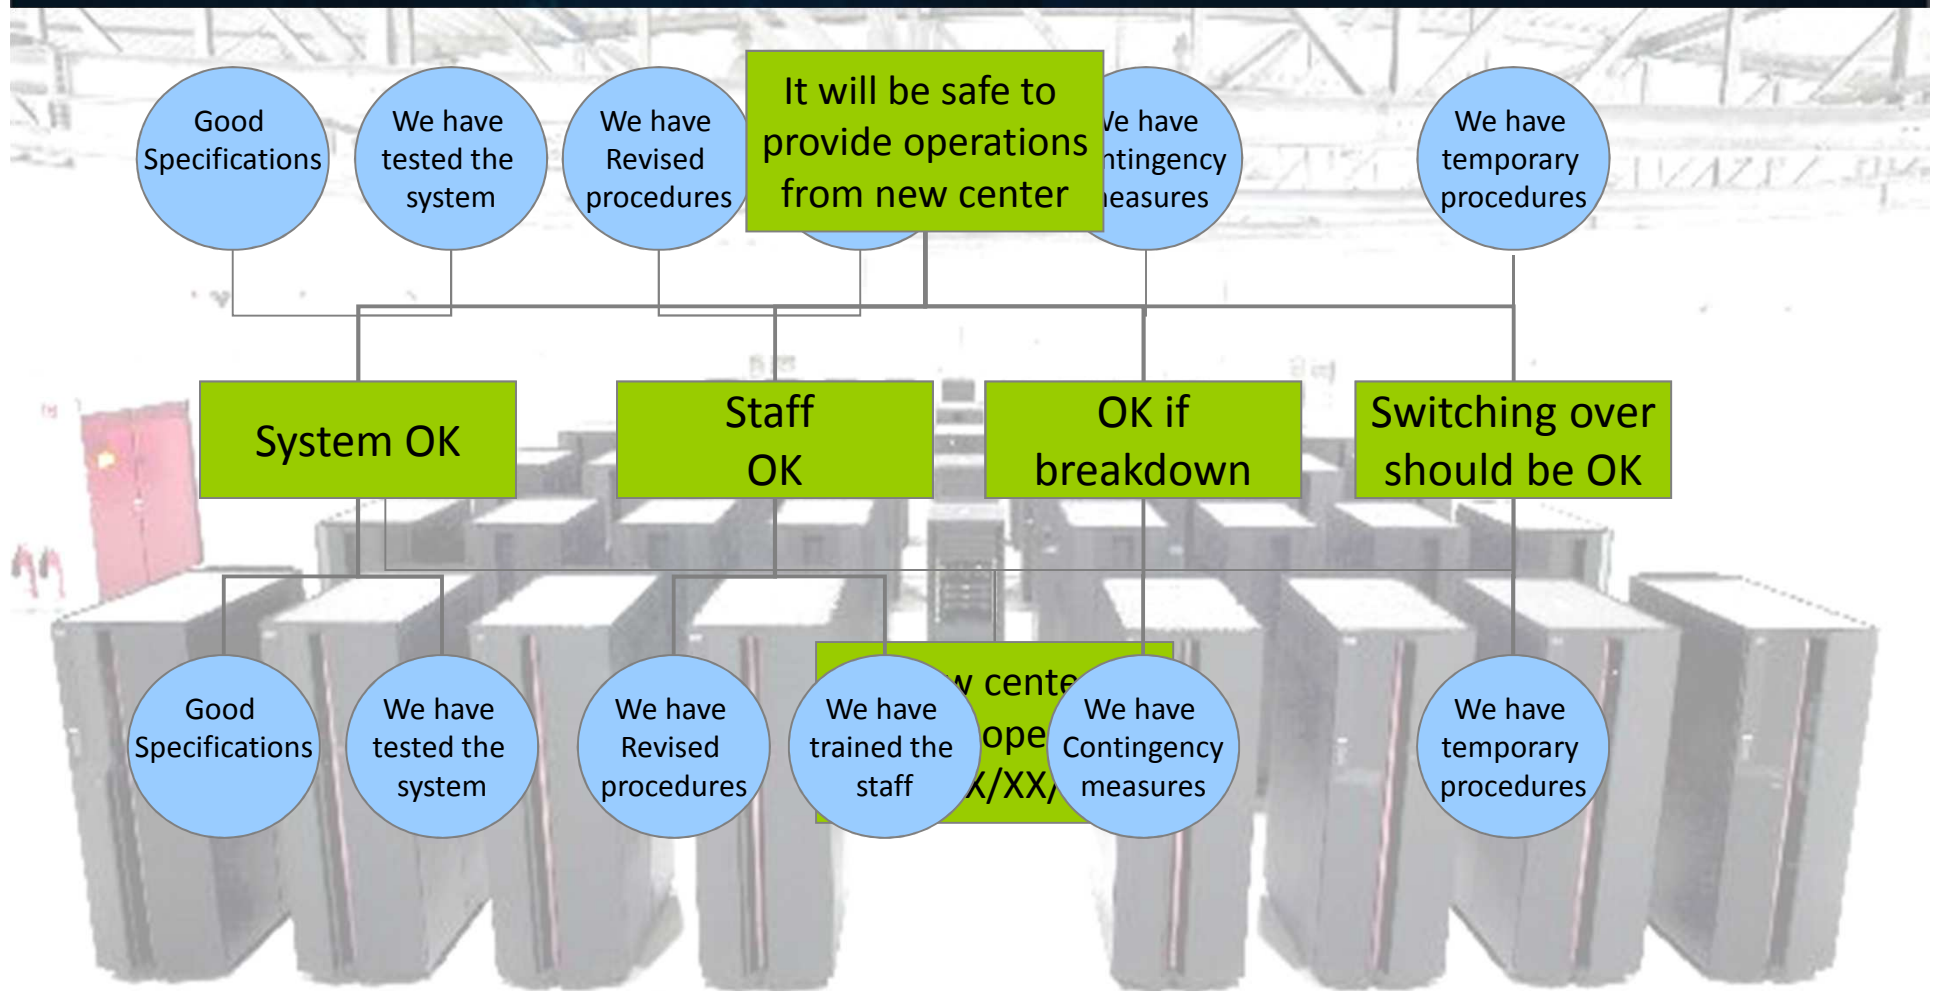 Good
Specifications
We have
tested the
system
We have
Revised
procedures
It will be safe to
provide operations
from new center
have
We have
temporary
procedures
System OK
Staff
OK
OK if
breakdown
Switching over
should be OK
Good
Specifications
We have
tested the
system
We have
Revised
procedures
We have
trained the
staff
We have
Contingency
measures
We have
temporary
procedures